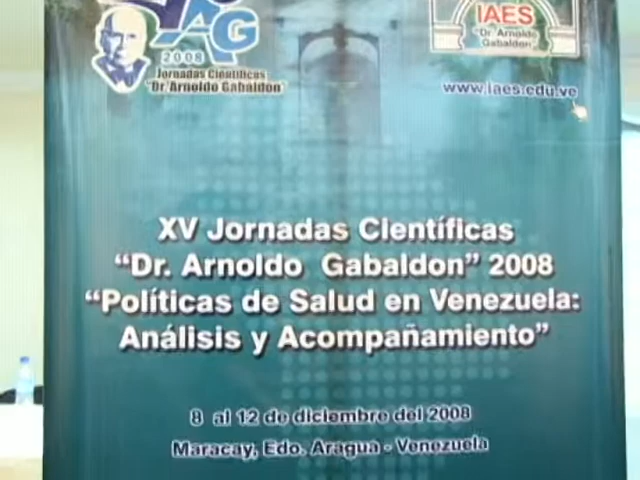 AG
IAES
"Dr. Arnoldo
Gabaldon"
2008
Jornadas Científicas
"Dr. Arnoldo Gabaldon"
www.iaes.edu.ve
XV Jornadas Científicas
"Dr. Arnoldo Gabaldon" 2008
"Políticas de Salud en Venezuela:
Análisis y Acompañamiento"
8 al 12 de diciembre del 2008
Maracay, Edo. Aragua - Venezuela